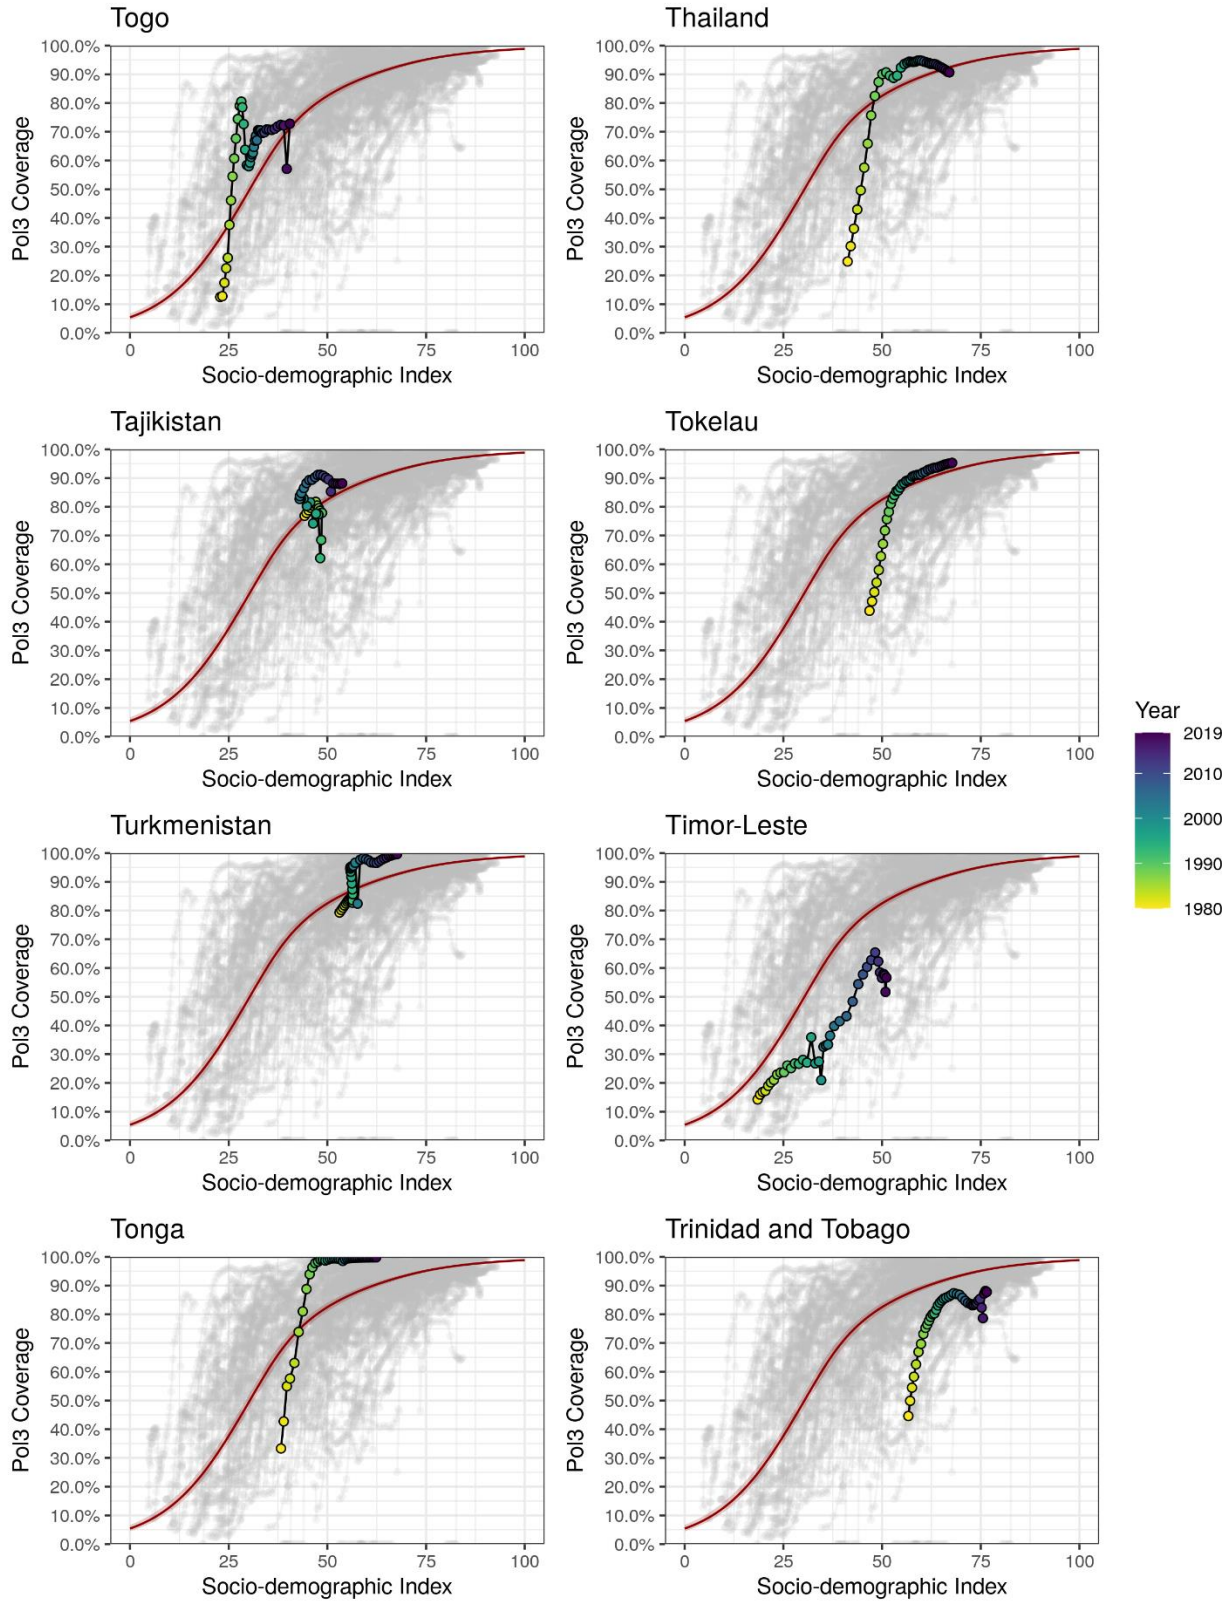 Togo
100.0%
90.0%
80.0%
70.0%
60.0%
50.0%
40.0%
30.0%
20.0%
10.0%
0.0%
Pol3 Coverage
0 25 50 75 100
Socio-demographic Index
Thailand
100.0%
90.0%
80.0%
70.0%
60.0%
50.0%
40.0%
30.0%
20.0%
10.0%
0.0%
Pol3 Coverage
0 25 50 75 100
Socio-demographic Index
Tajikistan
100.0%
90.0%
80.0%
70.0%
60.0%
50.0%
40.0%
30.0%
20.0%
10.0%
0.0%
Pol3 Coverage
0 25 50 75 100
Socio-demographic Index
Tokelau
100.0%
90.0%
80.0%
70.0%
60.0%
50.0%
40.0%
30.0%
20.0%
10.0%
0.0%
Pol3 Coverage
0 25 50 75 100
Socio-demographic Index
Turkmenistan
100.0%
90.0%
80.0%
70.0%
60.0%
50.0%
40.0%
30.0%
20.0%
10.0%
0.0%
Pol3 Coverage
0 25 50 75 100
Socio-demographic Index
Timor-Leste
100.0%
90.0%
80.0%
70.0%
60.0%
50.0%
40.0%
30.0%
20.0%
10.0%
0.0%
Pol3 Coverage
0 25 50 75 100
Socio-demographic Index
Tonga
100.0%
90.0%
80.0%
70.0%
60.0%
50.0%
40.0%
30.0%
20.0%
10.0%
0.0%
Pol3 Coverage
0 25 50 75 100
Socio-demographic Index
Trinidad and Tobago
100.0%
90.0%
80.0%
70.0%
60.0%
50.0%
40.0%
30.0%
20.0%
10.0%
0.0%
Pol3 Coverage
0 25 50 75 100
Socio-demographic Index
Year
2019
2010
2000
1990
1980